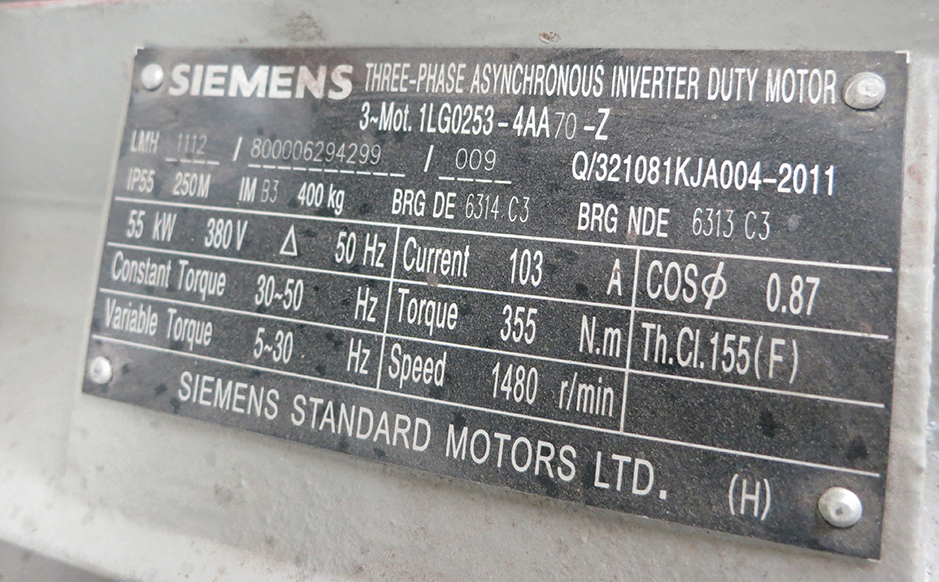 SIEMENS THREE-PHASE ASYNCHRONOUS INVERTER DUTY MOTOR
3~Mot. 1LG0253-4AA70-Z
LMH 1112 / 800006294299 / 009 Q/321081KJA004-2011
IP55 250M IM B3 400kg BRG DE 6314 C3 BRG NDE 6313 C3
55 kW 380V Δ 50 Hz Current 103 A COSϕ 0.87
Constant Torque 30~50 Hz Torque 355 N.m Th.Cl.155(F)
Variable Torque 5~30 Hz Speed 1480 r/min
SIEMENS STANDARD MOTORS LTD. (H)